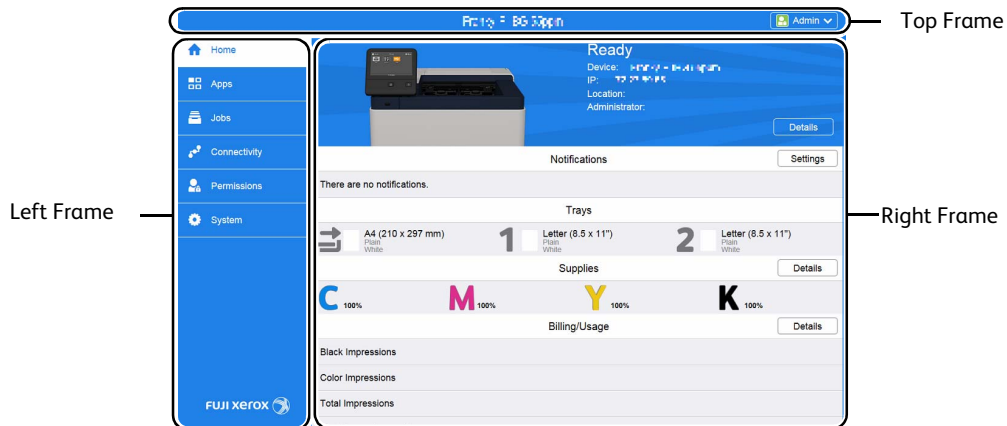 Admin
Top Frame
Home
Apps
Jobs
Connectivity
Permissions
System
FUJI xerox
Left Frame
Right Frame
Ready
Device:
IP:
Location:
Administrator:
Details
Notifications
Settings
There are no notifications.
Trays
A4 (210 x 297 mm)
Plain
White
1
Letter (8.5 x 11")
Plain
White
2
Letter (8.5 x 11")
Plain
White
Supplies
Details
C 100%
M 100%
Y 100%
K 100%
Billing/Usage
Details
Black Impressions
Color Impressions
Total Impressions